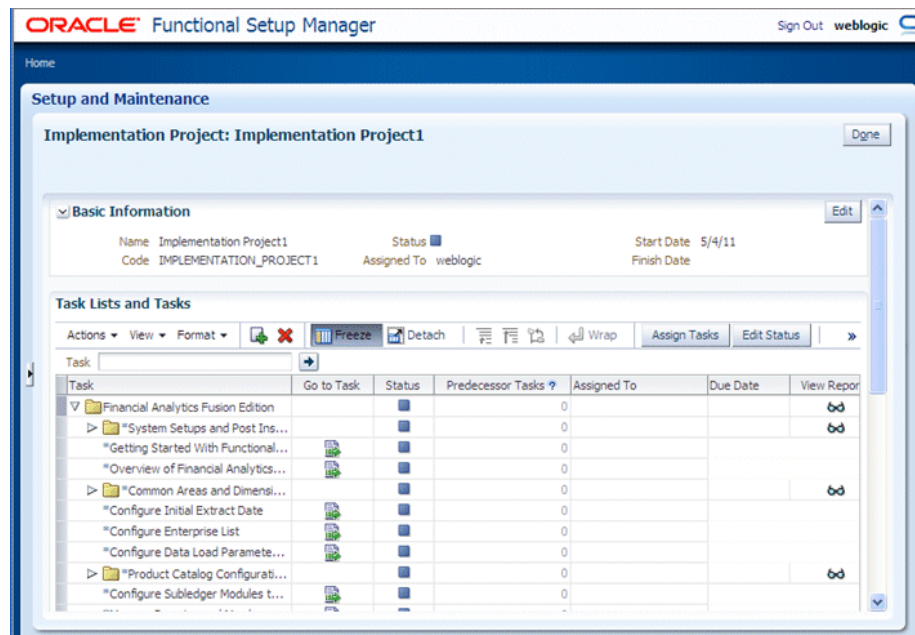 ORACLE Functional Setup Manager Sign Out weblogic
Home
Setup and Maintenance
Implementation Project: Implementation Project1 Done
Basic Information Edit
Name Implementation Project1 Status Start Date 5/4/11
Code IMPLEMENTATION_PROJECT1 Assigned To weblogic Finish Date
Task Lists and Tasks
Actions View Format Freeze Detach Wrap Assign Tasks Edit Status »
Task
Task Go to Task Status Predecessor Tasks ? Assigned To Due Date View Repor
Financial Analytics Fusion Edition 0
*System Setups and Post Ins... 0
*Getting Started With Functional... 0
*Overview of Financial Analytics... 0
*Common Areas and Dimensi... 0
*Configure Initial Extract Date 0
*Configure Enterprise List 0
*Configure Data Load Paramete... 0
*Product Catalog Configurati... 0
*Configure Subledger Modules t... 0